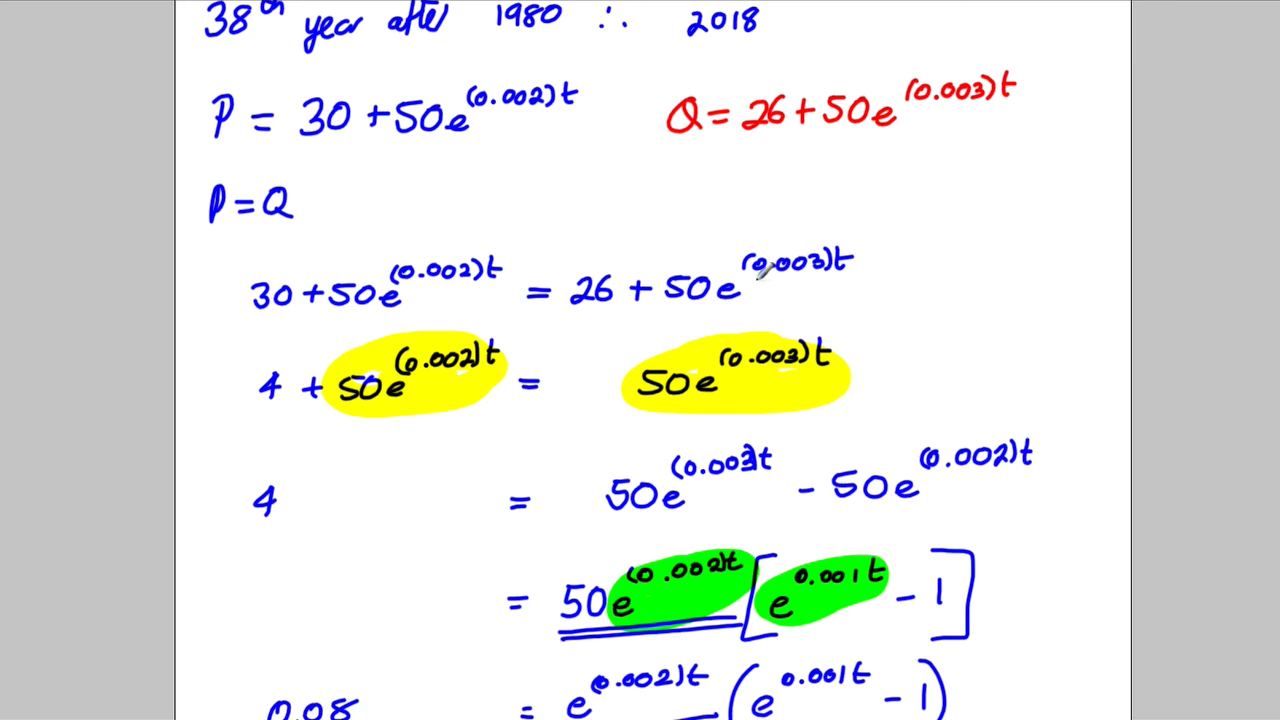 38th year after 1980 ∴ 2018
P = 30 + 50e^(0.002)t Q = 26 + 50e^(0.003)t
P = Q
30 + 50e^(0.002)t = 26 + 50e^(0.003)t
4 + 50e^(0.002)t = 50e^(0.003)t
4 = 50e^(0.003)t - 50e^(0.002)t
= 50e^(0.002)t [e^0.001t - 1]
0.08 = e^(0.002)t (e^0.001t - 1)